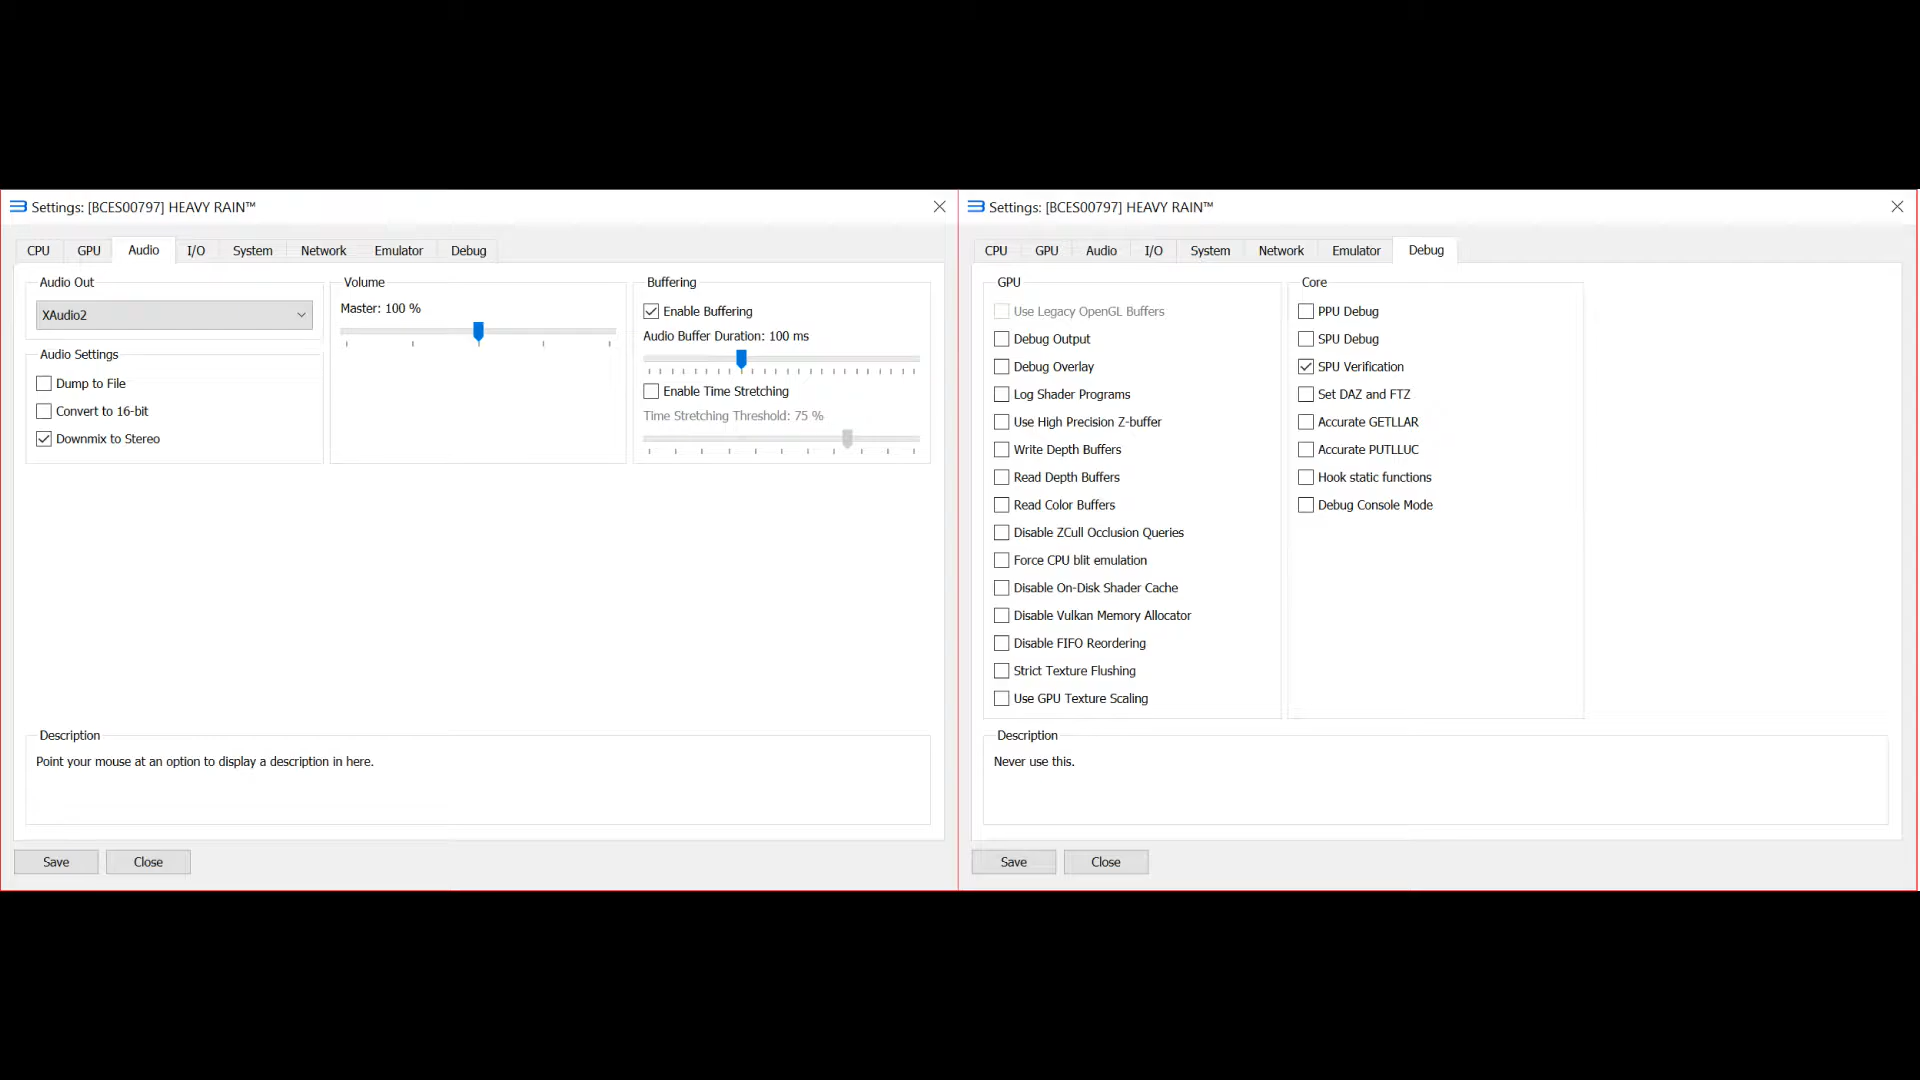 Settings: [BCES00797] HEAVY RAIN™
CPU GPU Audio I/O System Network Emulator Debug
Audio Out
XAudio2
Audio Settings
Dump to File
Convert to 16-bit
Downmix to Stereo
Volume
Master: 100 %
Buffering
Enable Buffering
Audio Buffer Duration: 100 ms
Enable Time Stretching
Time Stretching Threshold: 75 %
Description
Point your mouse at an option to display a description in here.
Save Close
Settings: [BCES00797] HEAVY RAIN™
CPU GPU Audio I/O System Network Emulator Debug
GPU
Use Legacy OpenGL Buffers
Debug Output
Debug Overlay
Log Shader Programs
Use High Precision Z-buffer
Write Depth Buffers
Read Depth Buffers
Read Color Buffers
Disable ZCull Occlusion Queries
Force CPU blit emulation
Disable On-Disk Shader Cache
Disable Vulkan Memory Allocator
Disable FIFO Reordering
Strict Texture Flushing
Use GPU Texture Scaling
Core
PPU Debug
SPU Debug
SPU Verification
Set DAZ and FTZ
Accurate GETLLAR
Accurate PUTLLUC
Hook static functions
Debug Console Mode
Description
Never use this.
Save Close